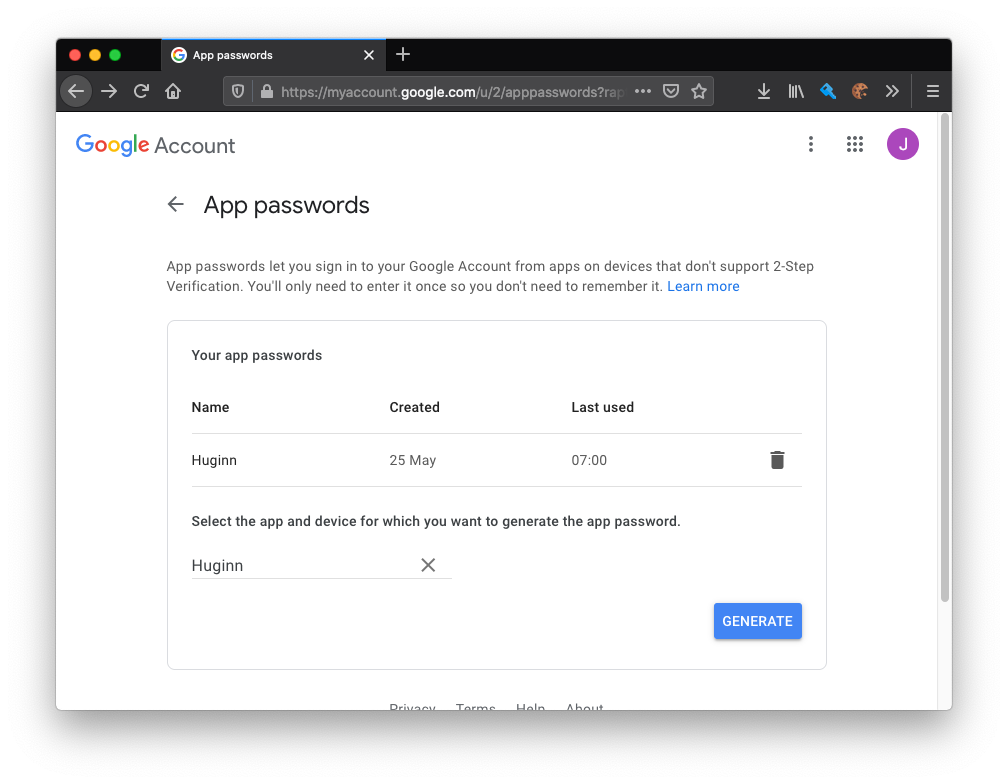 App passwords
https://myaccount.google.com/u/2/apppasswords?rap
Google Account
J
App passwords
App passwords let you sign in to your Google Account from apps on devices that don't support 2-Step
Verification. You'll only need to enter it once so you don't need to remember it. Learn more
Your app passwords
Name Created Last used
Huginn 25 May 07:00
Select the app and device for which you want to generate the app password.
Huginn
GENERATE
Privacy Terms Help About